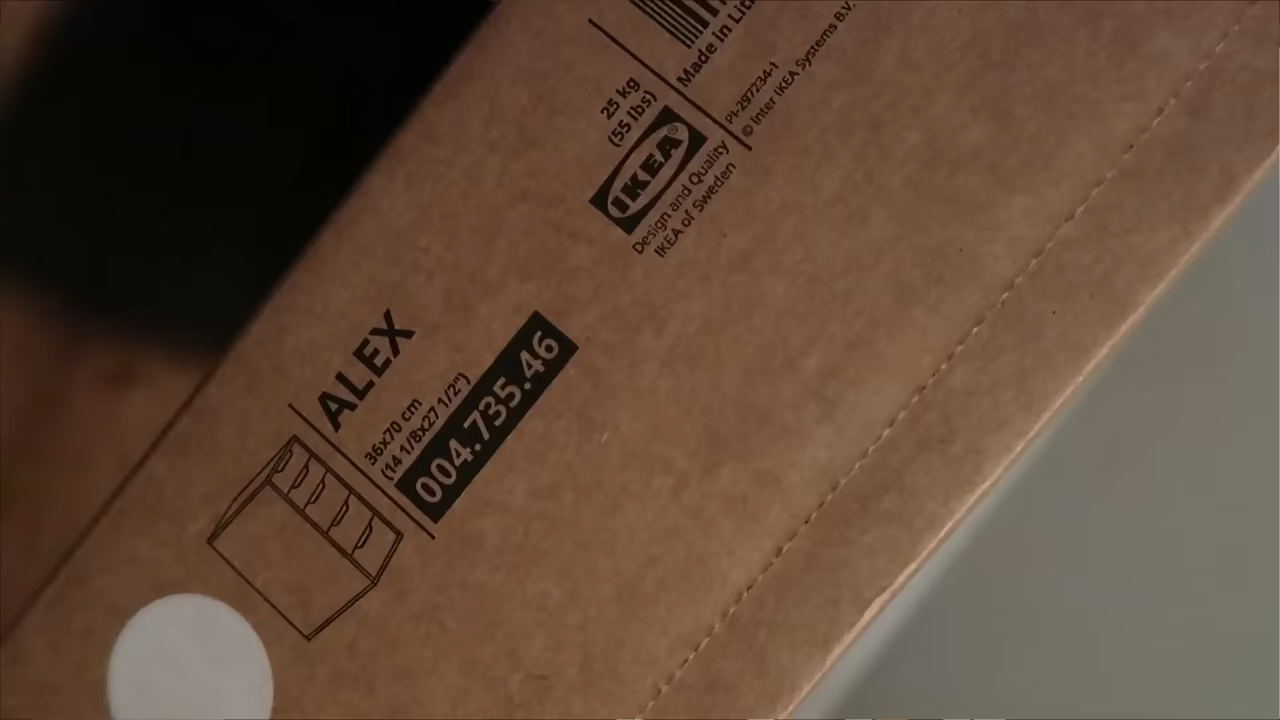 ALEX
36x70 cm
(14 1/8x27 1/2")
004.735.46
25 kg
(55 lbs)
IKEA®
Design and Quality
IKEA of Sweden
Made in
PI-297234-1
© Inter IKEA Systems B.V.